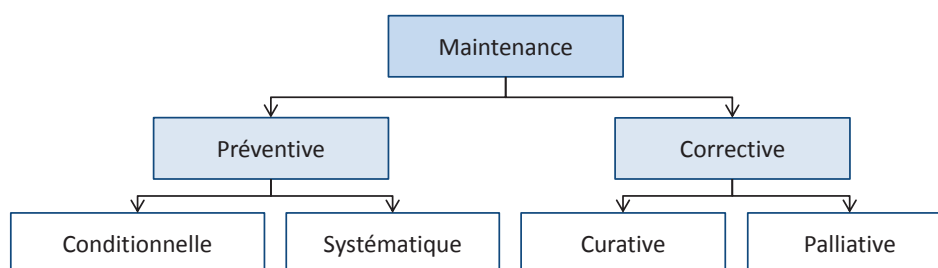 Maintenance
Préventive
Corrective
Conditionnelle
Systématique
Curative
Palliative